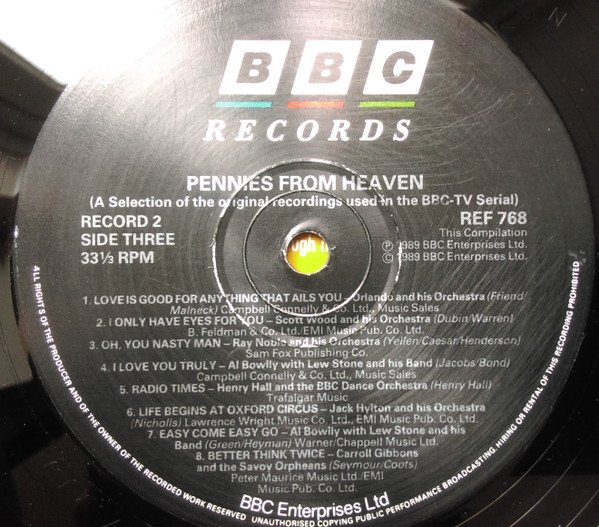 BBC
RECORDS
PENNIES FROM HEAVEN
(A Selection of the original recordings used in the BBC-TV Serial)
RECORD 2
SIDE THREE
33⅓ RPM
REF 768
This Compilation
Ⓟ 1989 BBC Enterprises Ltd.
© 1989 BBC Enterprises Ltd.
1. LOVE IS GOOD FOR ANYTHING THAT AILS YOU – Orlando and his Orchestra (Friend/
Malneck) Campbell Connelly & Co. Ltd., Music Sales
2. I ONLY HAVE EYES FOR YOU – Scott Wood and his Orchestra (Dubin/Warren)
B. Feldman & Co. Ltd. EMI Music Pub. Co. Ltd.
3. OH, YOU NASTY MAN – Ray Noble and his Orchestra (Yellen/Caesar/Henderson)
Sam Fox Publishing Co.
4. I LOVE YOU TRULY – Al Bowlly with Lew Stone and his Band (Jacobs/Bond)
Campbell Connelly & Co. Ltd., Music Sales
5. RADIO TIMES – Henry Hall and the BBC Dance Orchestra (Henry Hall)
Trafalgar Music
6. LIFE BEGINS AT OXFORD CIRCUS – Jack Hylton and his Orchestra
(Nicholls) Lawrence Wright Music Co. Ltd./EMI Music Pub. Co. Ltd.
7. EASY COME EASY GO – Al Bowlly with Lew Stone and his
Band (Green/Heyman) Warner/Chappell Music Ltd.
8. BETTER THINK TWICE – Carroll Gibbons
and the Savoy Orpheans (Seymour/Coots)
Peter Maurice Music Ltd/EMI
Music Pub. Co. Ltd.
BBC Enterprises Ltd
ALL RIGHTS OF THE PRODUCER AND OF THE OWNER OF THE RECORDED WORK RESERVED UNAUTHORISED COPYING PUBLIC PERFORMANCE BROADCASTING, HIRING OR RENTAL OF THIS RECORDING PROHIBITED